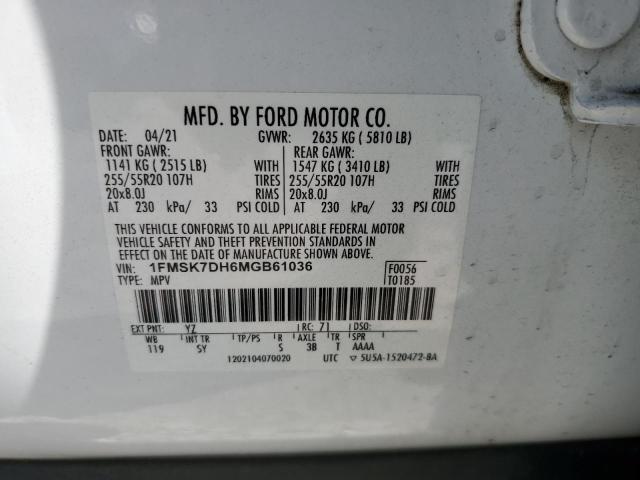 MFD. BY FORD MOTOR CO.
DATE: 04/21 GVWR: 2635 KG ( 5810 LB)
FRONT GAWR: REAR GAWR:
1141 KG ( 2515 LB) WITH 1547 KG ( 3410 LB) WITH
255/55R20 107H TIRES 255/55R20 107H TIRES
20x8.0J RIMS 20x8.0J RIMS
AT 230 kPa/ 33 PSI COLD AT 230 kPa/ 33 PSI COLD
THIS VEHICLE CONFORMS TO ALL APPLICABLE FEDERAL MOTOR
VEHICLE SAFETY AND THEFT PREVENTION STANDARDS IN
EFFECT ON THE DATE OF MANUFACTURE SHOWN ABOVE.
VIN: 1FMSK7DH6MGB61036 F0056
TYPE: MPV T0185
EXT PNT: YZ RC: 71 DSO:
WB INT TR TP/PS R AXLE TR SPR
119 SY S 3B T AAAA
1202104070020 UTC ▽ 5U5A-1520472-BA